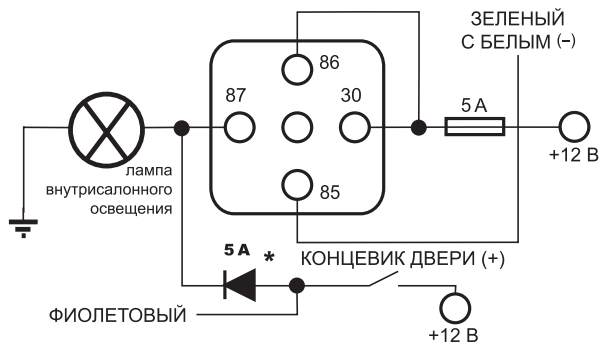 ЗЕЛЕНЫЙ
С БЕЛЫМ (–)
86
87
30
5 А
+12 В
лампа
внутрисалонного
освещения
85
5 А *
КОНЦЕВИК ДВЕРИ (+)
ФИОЛЕТОВЫЙ
+12 В